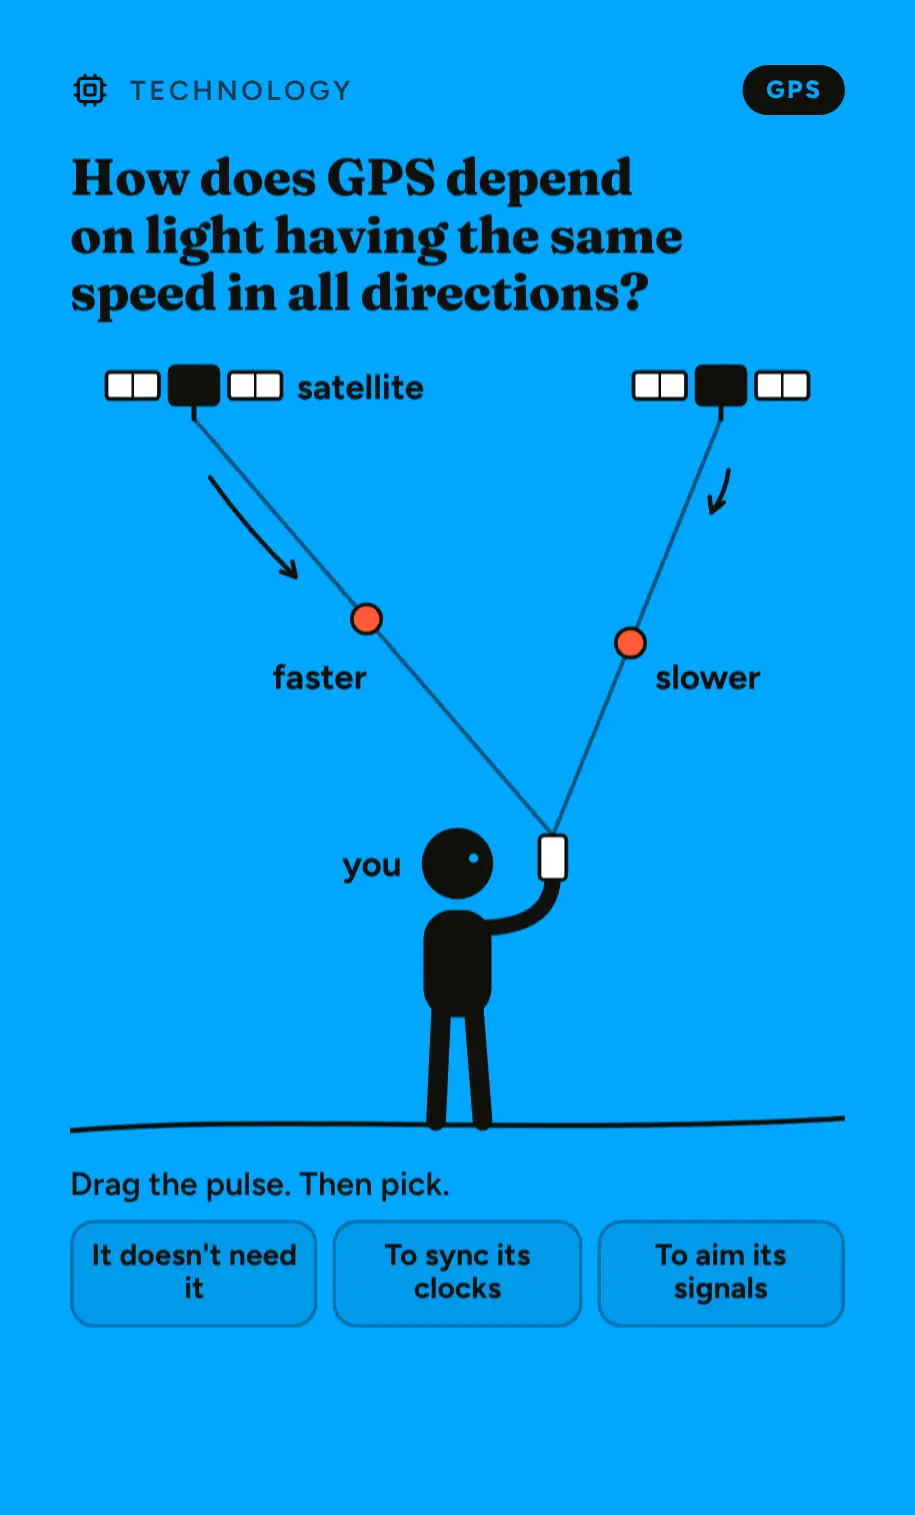 TECHNOLOGY
GPS
How does GPS depend
on light having the same
speed in all directions?
satellite
faster
slower
you
Drag the pulse. Then pick.
It doesn't need
it
To sync its
clocks
To aim its
signals